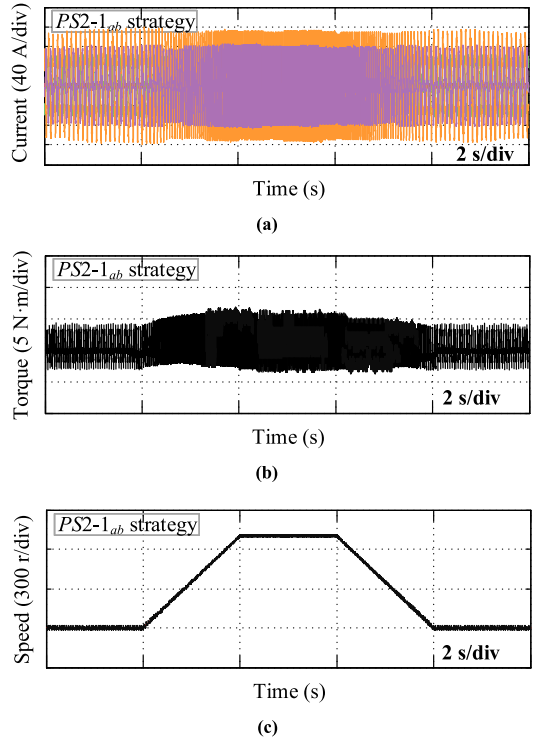 PS2-1ab strategy
Current (40 A/div)
2 s/div
Time (s)
(a)
PS2-1ab strategy
Torque (5 N·m/div)
2 s/div
Time (s)
(b)
PS2-1ab strategy
Speed (300 r/div)
2 s/div
Time (s)
(c)